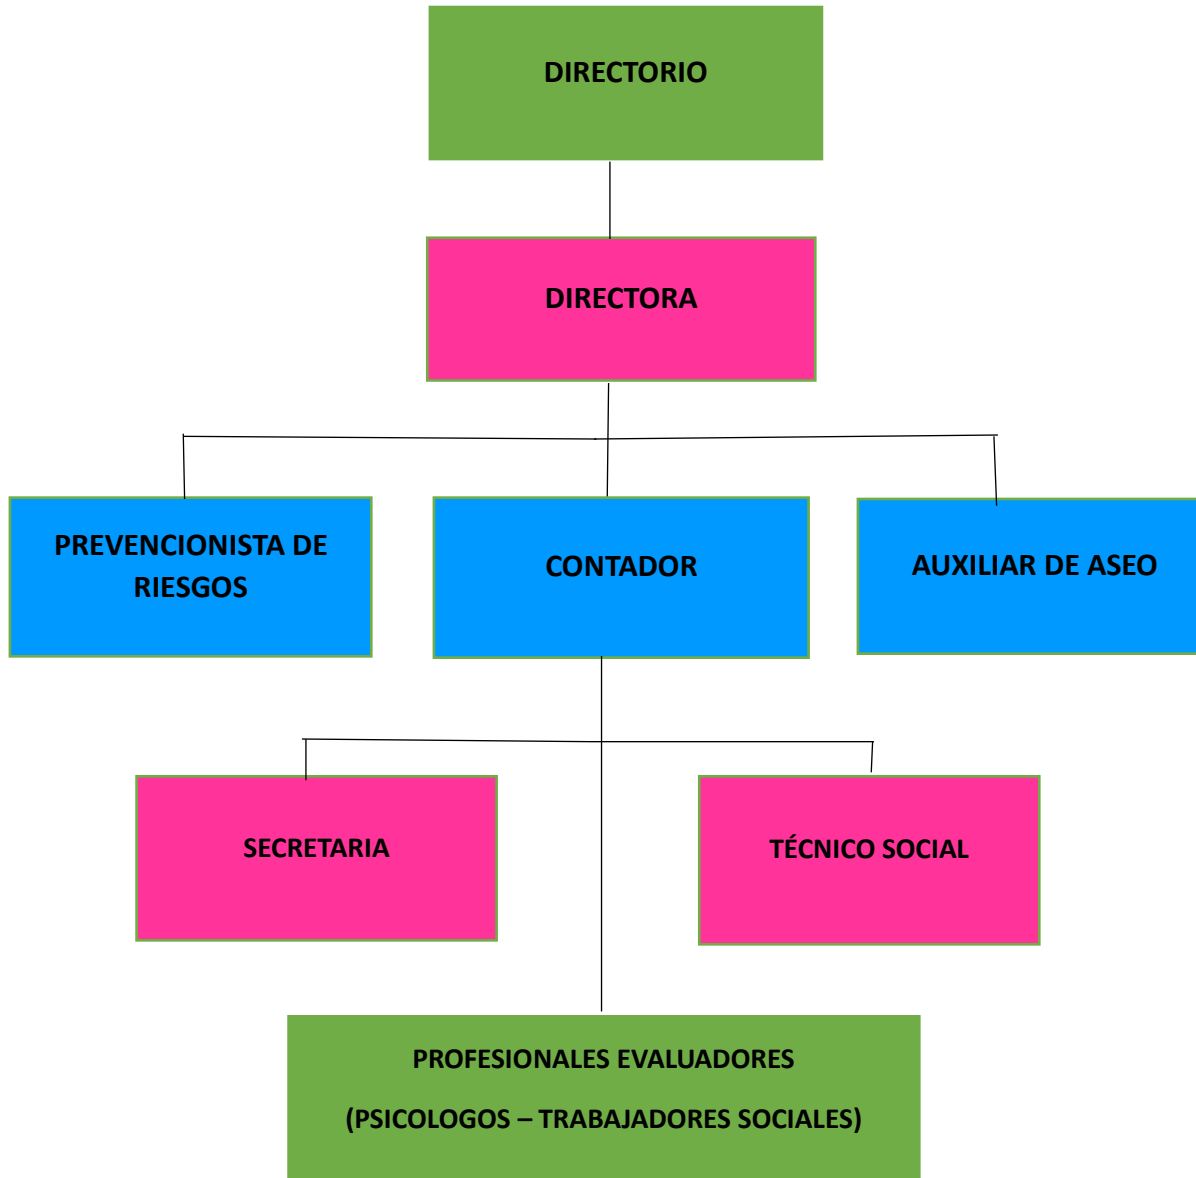 DIRECTORIO
DIRECTORA
PREVENCIONISTA DE
RIESGOS
CONTADOR
AUXILIAR DE ASEO
SECRETARIA
TÉCNICO SOCIAL
PROFESIONALES EVALUADORES
(PSICOLOGOS – TRABAJADORES SOCIALES)